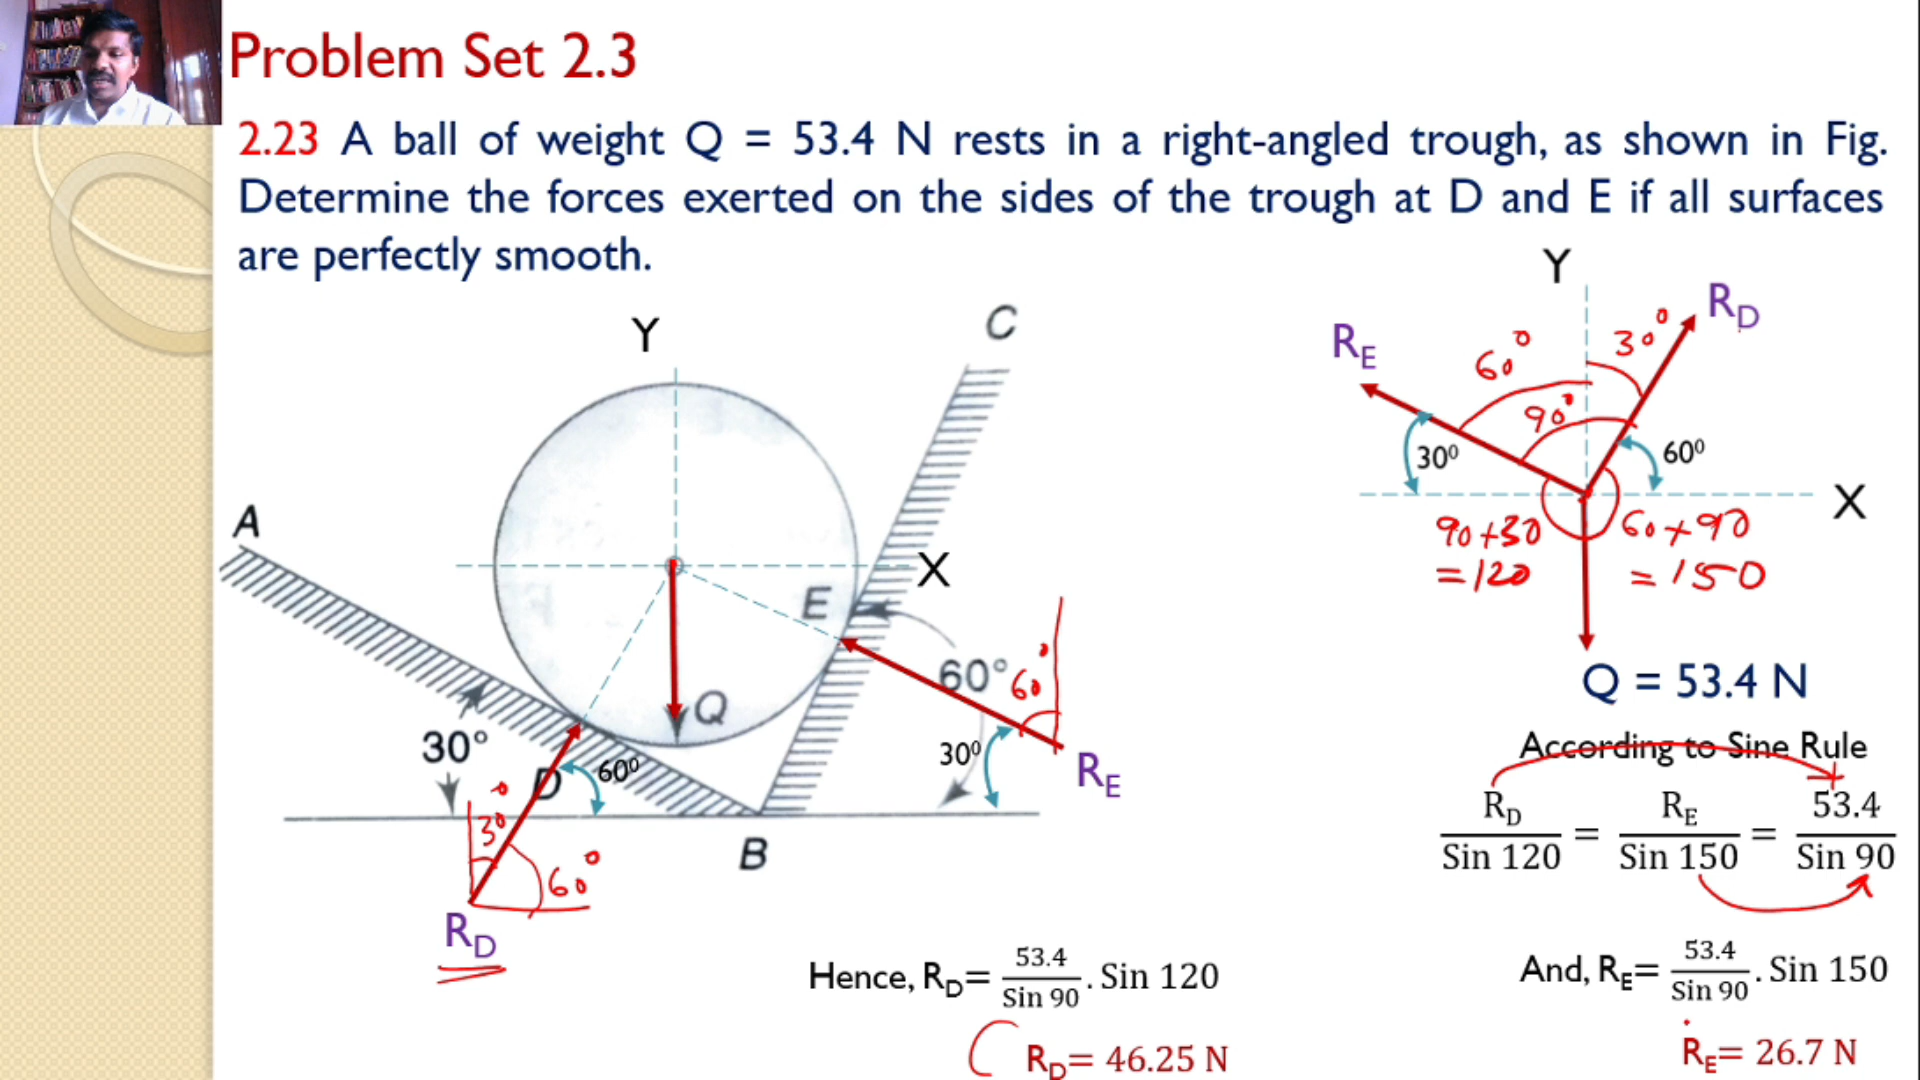 Problem Set 2.3
2.23 A ball of weight Q = 53.4 N rests in a right-angled trough, as shown in Fig.
Determine the forces exerted on the sides of the trough at D and E if all surfaces
are perfectly smooth.
Y
C
A
X
E
Q
60°
60°
30°
D
60⁰
30⁰
R_E
30°
60°
B
R_D
Y
R_D
R_E
60°
30°
90°
30⁰
60⁰
X
90+30
=120
60+90
=150
Q = 53.4 N
According to Sine Rule
R_D/Sin 120 = R_E/Sin 150 = 53.4/Sin 90
Hence, R_D= 53.4/Sin 90 . Sin 120
R_D= 46.25 N
And, R_E= 53.4/Sin 90 . Sin 150
R_E= 26.7 N